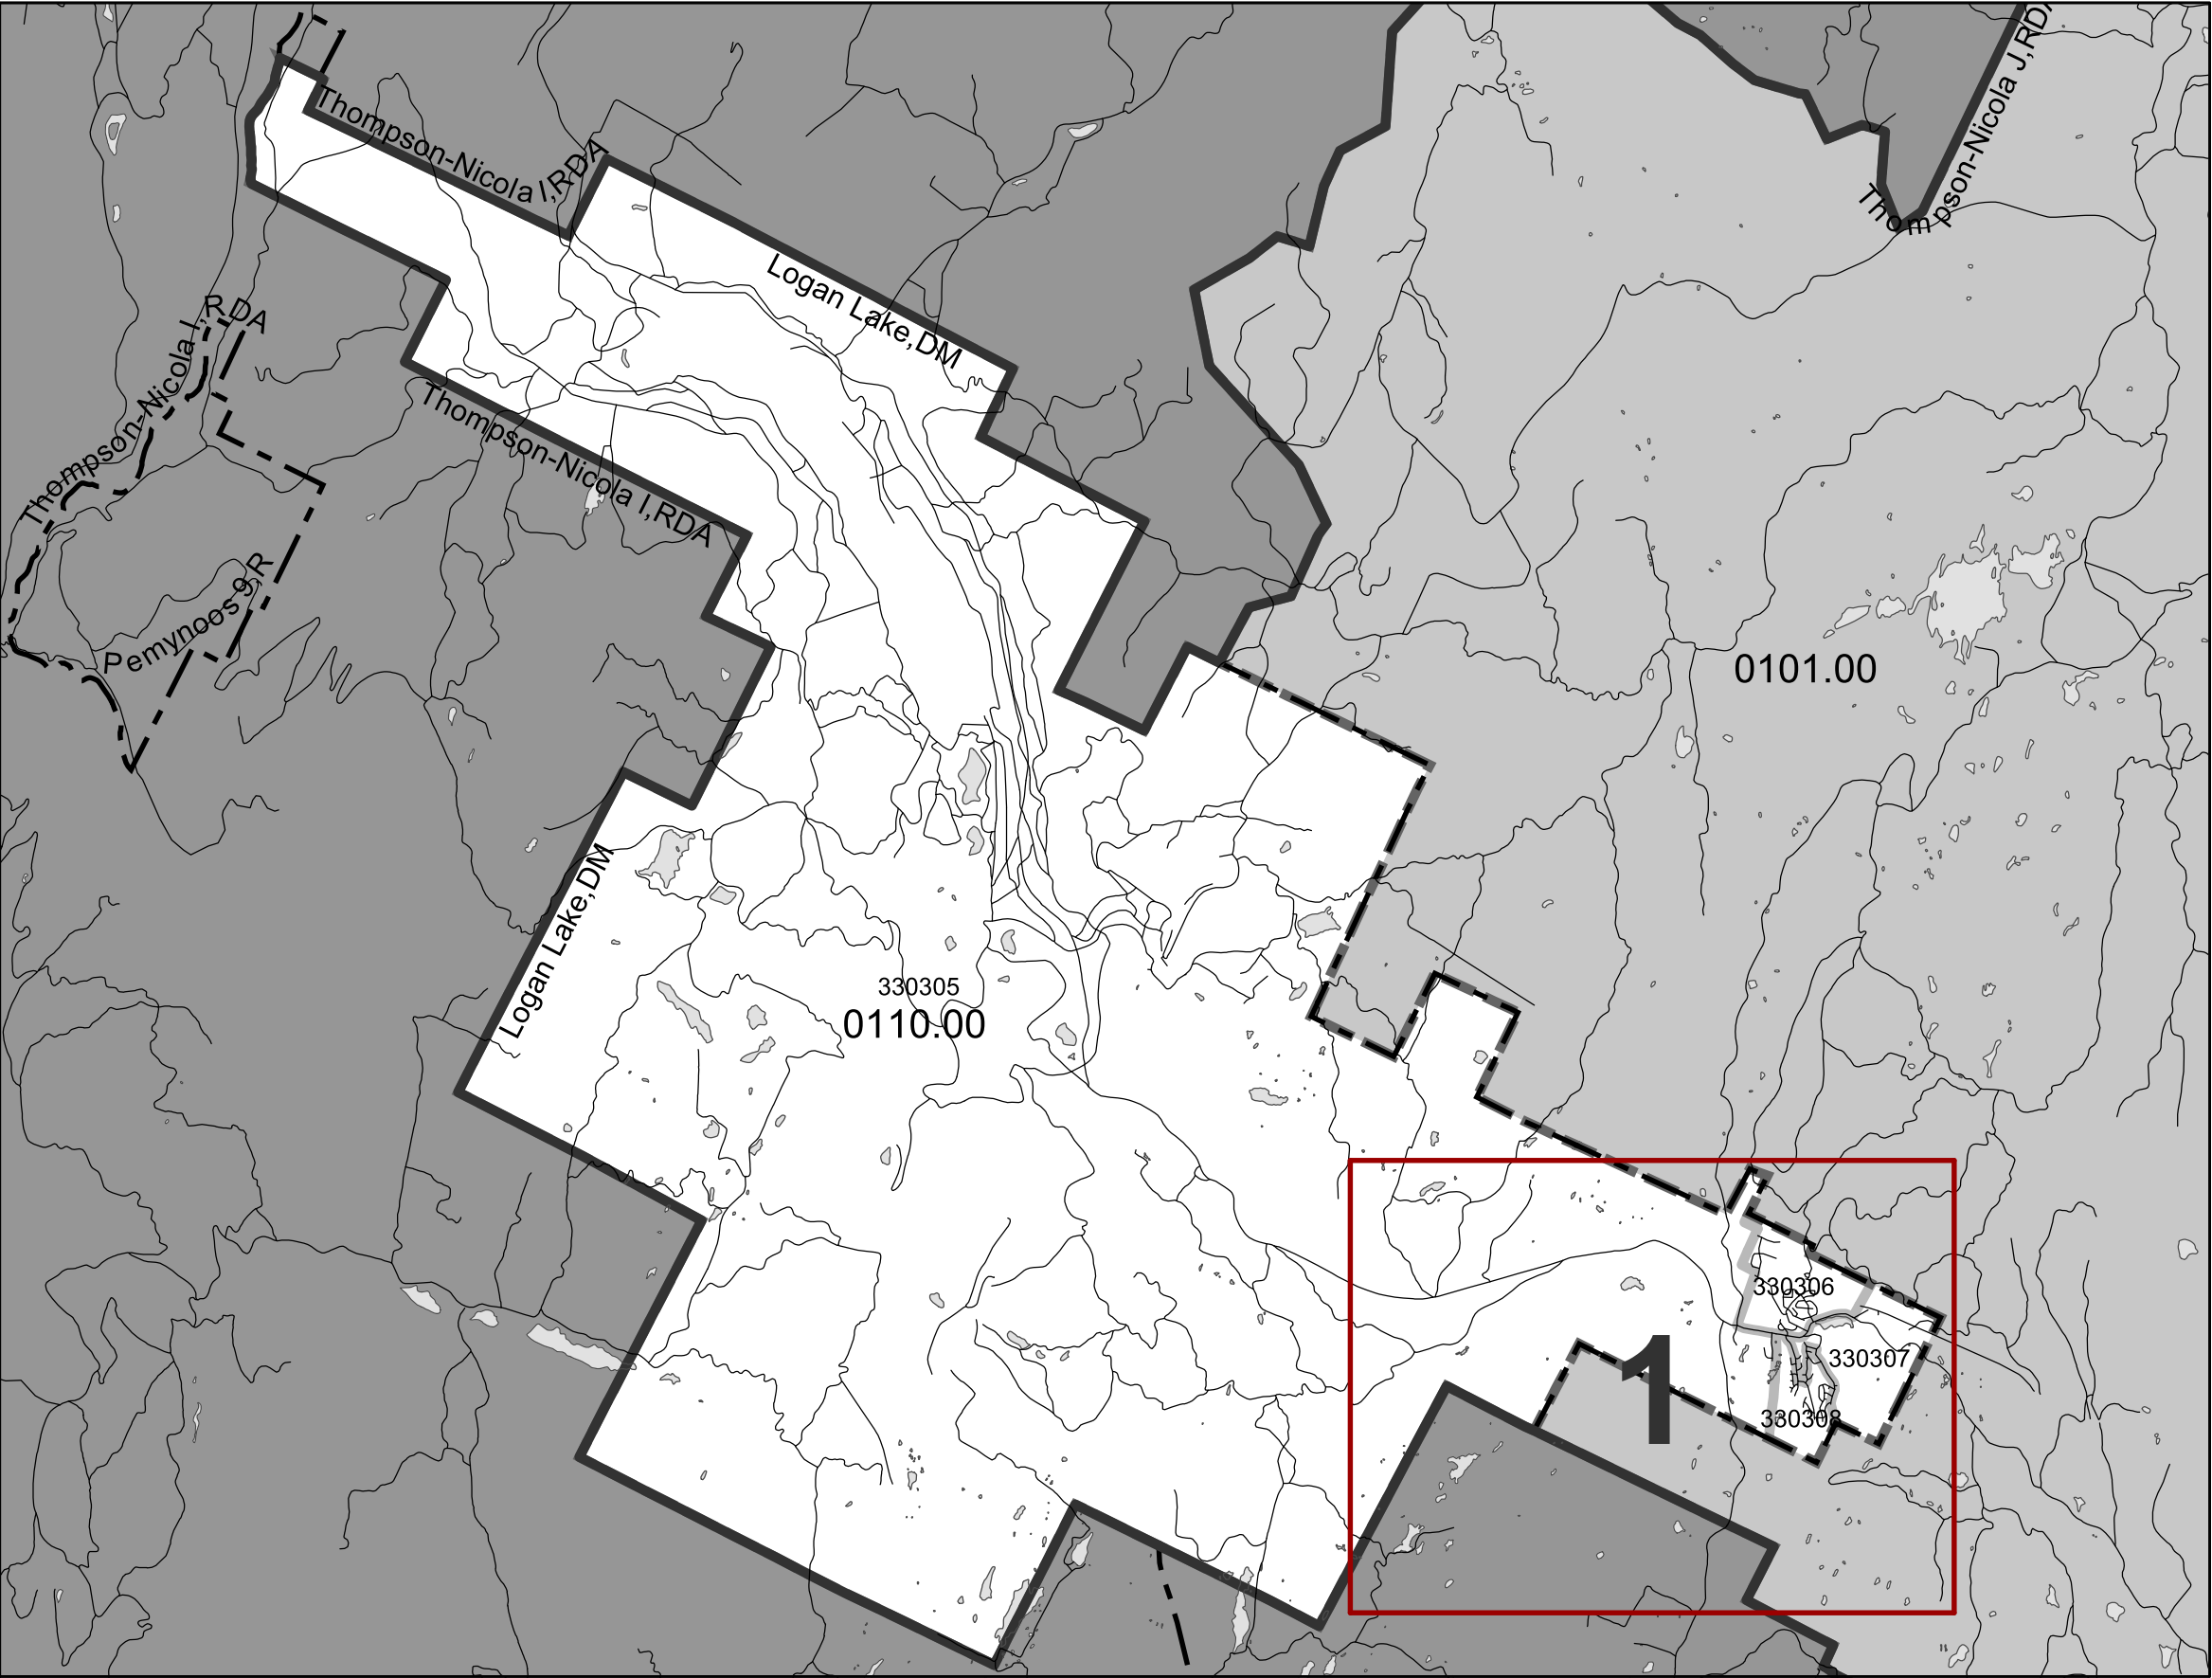 Thompson-Nicola J,RDA
Thompson-Nicola I,RDA
Logan Lake,DM
Thompson-Nicola I,RDA
Thompson-Nicola I,RDA
Pemynoos 9,R
0101.00
Logan Lake,DM
330305
0110.00
330306
330307
1
330308